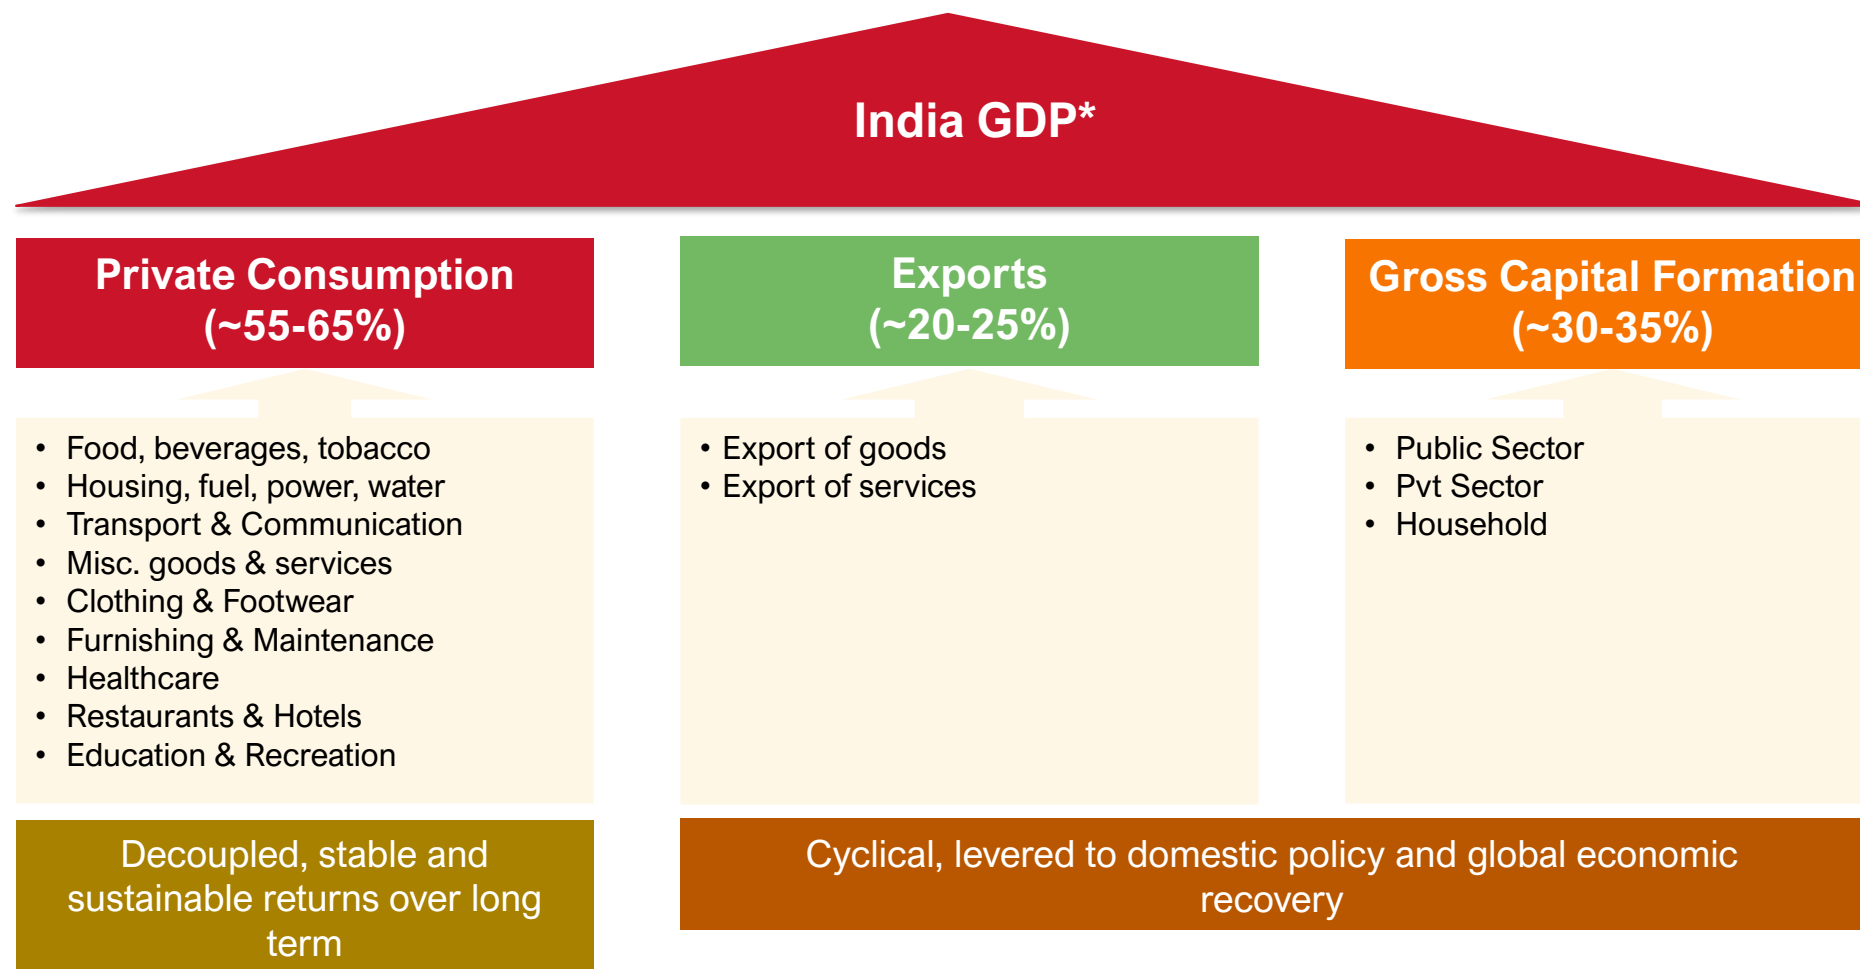 India GDP*
Private Consumption
(~55-65%)
• Food, beverages, tobacco
• Housing, fuel, power, water
• Transport & Communication
• Misc. goods & services
• Clothing & Footwear
• Furnishing & Maintenance
• Healthcare
• Restaurants & Hotels
• Education & Recreation
Decoupled, stable and
sustainable returns over long
term
Exports
(~20-25%)
• Export of goods
• Export of services
Gross Capital Formation
(~30-35%)
• Public Sector
• Pvt Sector
• Household
Cyclical, levered to domestic policy and global economic
recovery